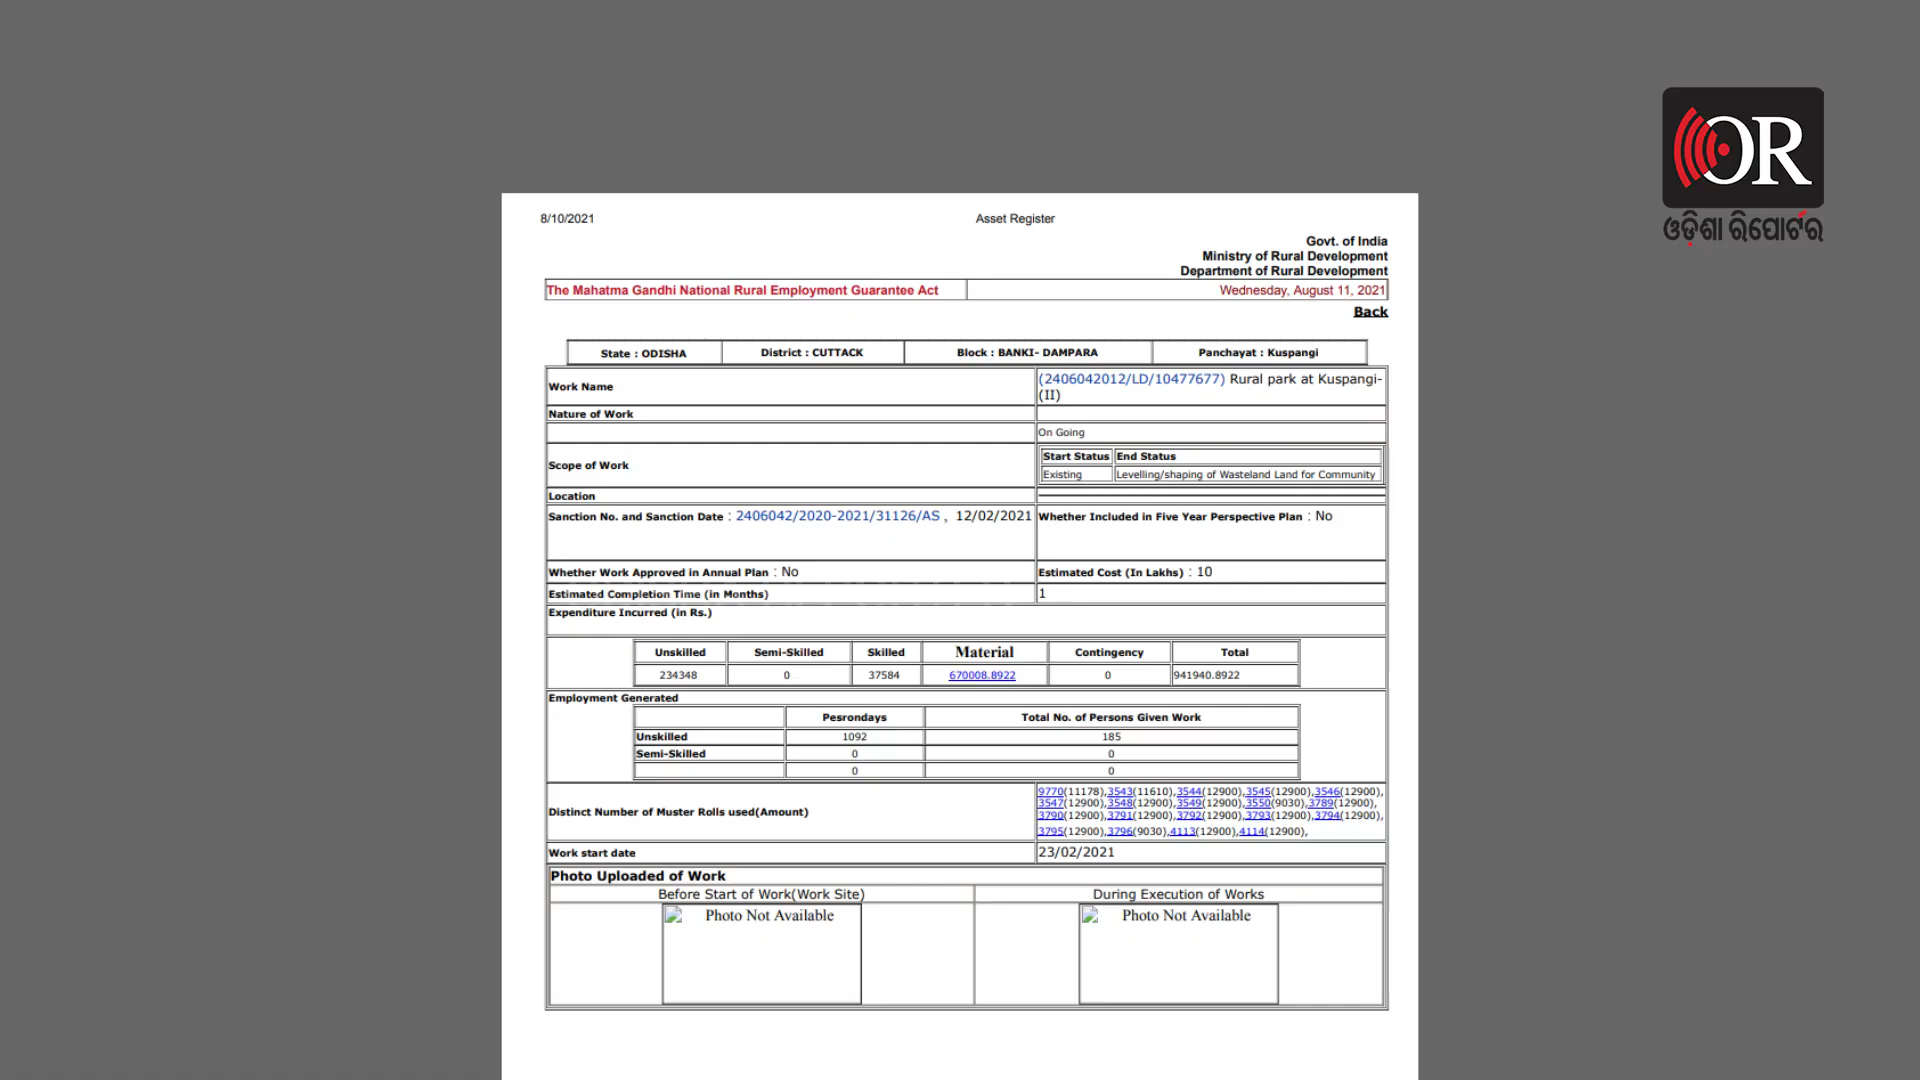 OR
ଓଡ଼ିଶା ରିପୋର୍ଟର
8/10/2021 Asset Register
Govt. of India
Ministry of Rural Development
Department of Rural Development
The Mahatma Gandhi National Rural Employment Guarantee Act Wednesday, August 11, 2021
Back
State : ODISHA District : CUTTACK Block : BANKI- DAMPARA Panchayat : Kuspangi
Work Name (2406042012/LD/10477677) Rural park at Kuspangi-
(II)
Nature of Work
On Going
Scope of Work
Start Status End Status
Existing Levelling/shaping of Wasteland Land for Community
Location
Sanction No. and Sanction Date : 2406042/2020-2021/31126/AS , 12/02/2021 Whether Included in Five Year Perspective Plan : No
Whether Work Approved in Annual Plan : No Estimated Cost (In Lakhs) : 10
Estimated Completion Time (in Months) 1
Expenditure Incurred (in Rs.)
Unskilled Semi-Skilled Skilled Material Contingency Total
234348 0 37584 670008.8922 0 941940.8922
Employment Generated
Pesrondays Total No. of Persons Given Work
Unskilled 1092 185
Semi-Skilled 0 0
0 0
Distinct Number of Muster Rolls used(Amount)
9770(11178),3543(11610),3544(12900),3545(12900),3546(12900),
3547(12900),3548(12900),3549(12900),3550(9030),3789(12900),
3790(12900),3791(12900),3792(12900),3793(12900),3794(12900),
3795(12900),3796(9030),4113(12900),4114(12900),
Work start date 23/02/2021
Photo Uploaded of Work
Before Start of Work(Work Site) During Execution of Works
Photo Not Available Photo Not Available